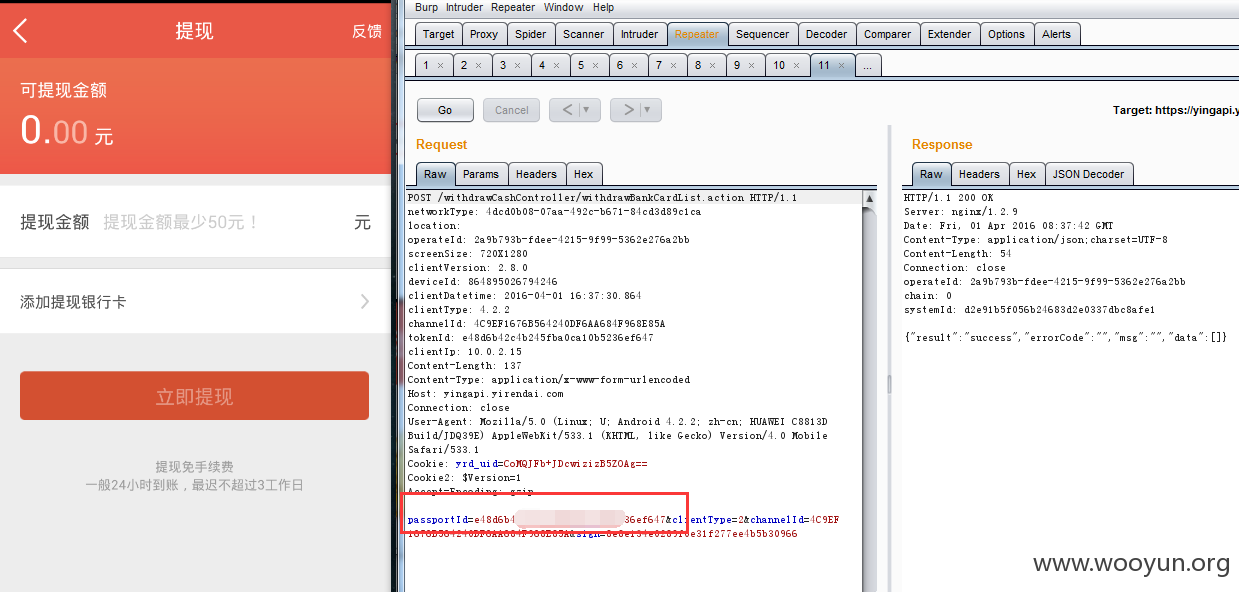 提现
反馈
可提现金额
0.00 元
提现金额 提现金额最少50元！ 元
添加提现银行卡
立即提现
提现免手续费
一般24小时到账，最迟不超过3工作日
Burp Intruder Repeater Window Help
Target Proxy Spider Scanner Intruder Repeater Sequencer Decoder Comparer Extender Options Alerts
1 × 2 × 3 × 4 × 5 × 6 × 7 × 8 × 9 × 10 × 11 × ...
Go Cancel < > 
Target: https://yingapi.y
Request
Raw Params Headers Hex
POST /withdrawCashController/withdrawBankCardList.action HTTP/1.1
networkType: 4dcd0b08-07aa-492c-b671-84cd3d89c1ca
location:
operateId: 2a9b793b-fdee-4215-9f99-5362e276a2bb
screenSize: 720X1280
clientVersion: 2.8.0
deviceId: 864895026794246
clientDatetime: 2016-04-01 16:37:30.864
clientType: 4.2.2
channelId: 4C9EF1676B564240DF6AA684F968E85A
tokenId: e48d6b42c4b245fba0ca10b5236ef647
clientIp: 10.0.2.15
Content-Length: 137
Content-Type: application/x-www-form-urlencoded
Host: yingapi.yirendai.com
Connection: close
User-Agent: Mozilla/5.0 (Linux; U; Android 4.2.2; zh-cn; HUAWEI C8813D
Build/JDQ39E) AppleWebKit/533.1 (KHTML, like Gecko) Version/4.0 Mobile
Safari/533.1
Cookie: yrd_uid=CoMQJFb+JDcwizizB5ZOAg==
Cookie2: $Version=1
Accept-Encoding: gzip
passportId=e48d6b4 36ef647&clientType=2&channelId=4C9EF
Response
Raw Headers Hex JSON Decoder
HTTP/1.1 200 OK
Server: nginx/1.2.9
Date: Fri, 01 Apr 2016 08:37:42 GMT
Content-Type: application/json;charset=UTF-8
Content-Length: 54
Connection: close
operateId: 2a9b793b-fdee-4215-9f99-5362e276a2bb
chain: 0
systemId: d2e91b5f056b24683d2e0337dbc8afe1
{"result":"success","errorCode":"","msg":"","data":[]}
www.wooyun.org